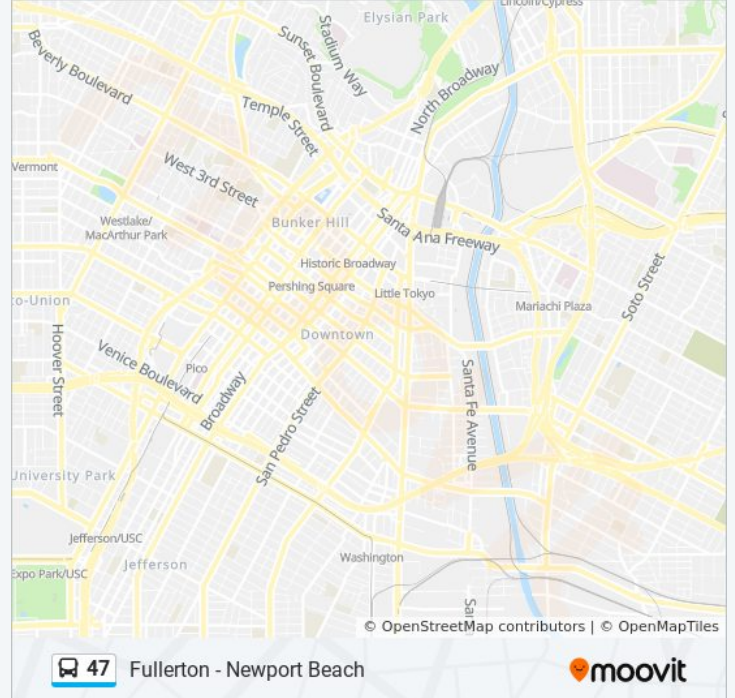 Lincoln/Cypress
Elysian Park
Stadium Way
Sunset Boulevard
Beverly Boulevard
North Broadway
Temple Street
Vermont
West 3rd Street
Westlake/
MacArthur Park
Bunker Hill
Santa Ana Freeway
Historic Broadway
Pershing Square
Little Tokyo
Soto Street
co-Union
Mariachi Plaza
Downtown
Hoover Street
Venice Boulevard
Pico
Broadway
San Pedro Street
Santa Fe Avenue
University Park
Jefferson/USC
Jefferson
Washington
Expo Park/USC
San
© OpenStreetMap contributors | © OpenMapTiles
47 Fullerton - Newport Beach
moovit